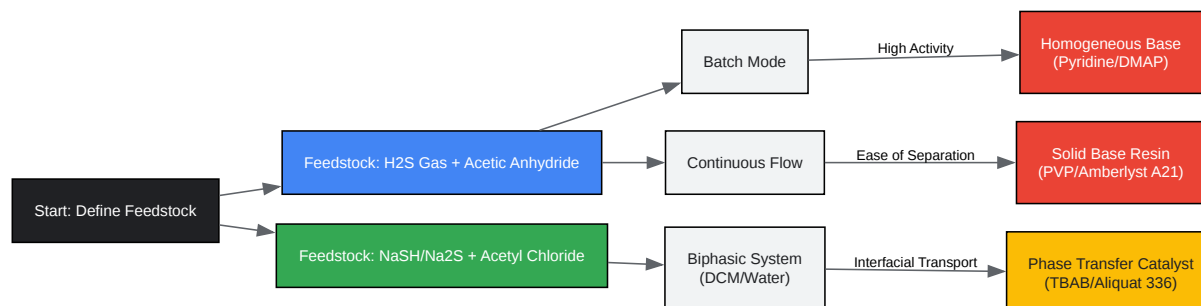 Start: Define Feedstock
Feedstock: H2S Gas + Acetic Anhydride
Batch Mode
High Activity
Homogeneous Base
(Pyridine/DMAP)
Continuous Flow
Ease of Separation
Solid Base Resin
(PVP/Amberlyst A21)
Feedstock: NaSH/Na2S + Acetyl Chloride
Biphasic System
(DCM/Water)
Interfacial Transport
Phase Transfer Catalyst
(TBAB/Aliquat 336)